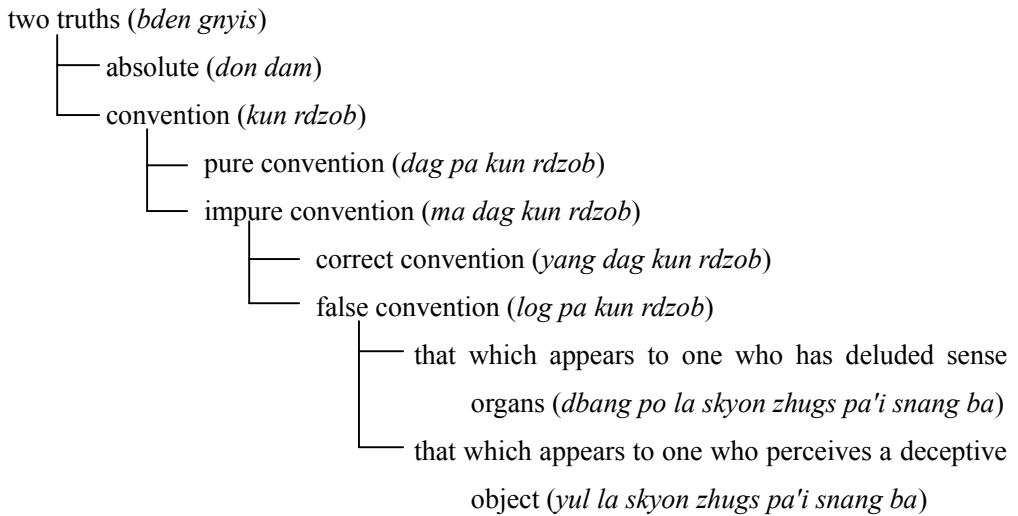 two truths (bden gnyis)
absolute (don dam)
convention (kun rdzob)
pure convention (dag pa kun rdzob)
impure convention (ma dag kun rdzob)
correct convention (yang dag kun rdzob)
false convention (log pa kun rdzob)
that which appears to one who has deluded sense
organs (dbang po la skyon zhugs pa'i snang ba)
that which appears to one who perceives a deceptive
object (yul la skyon zhugs pa'i snang ba)